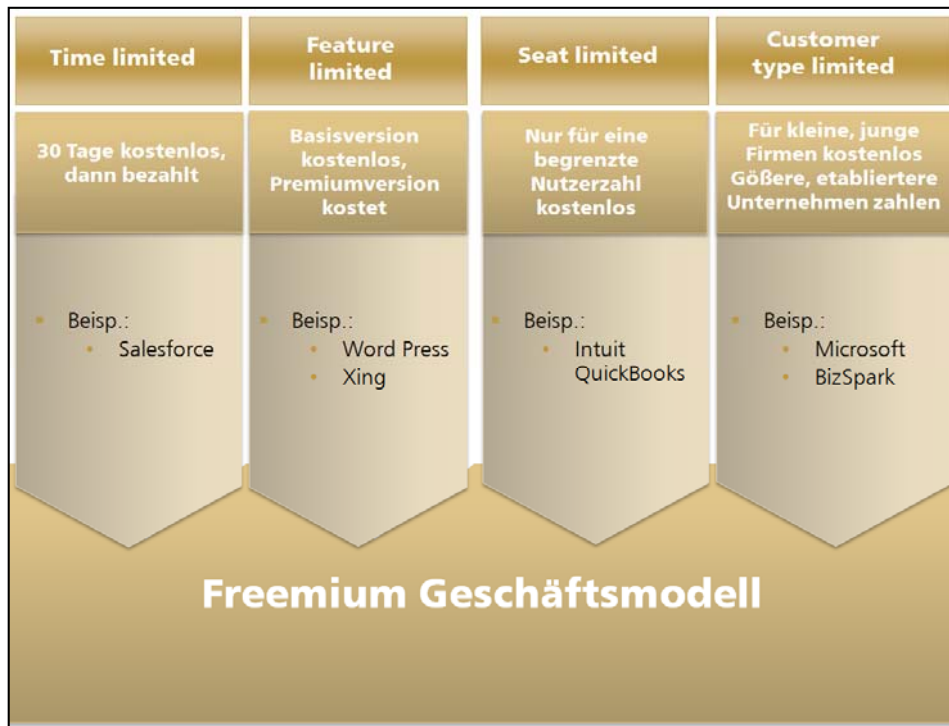 Time limited
Feature
limited
Seat limited
Customer
type limited
30 Tage kostenlos,
dann bezahlt
Basisversion
kostenlos,
Premiumversion
kostet
Nur für eine
begrenzte
Nutzerzahl
kostenlos
Für kleine, junge
Firmen kostenlos
Gößere, etabliertere
Unternehmen zahlen
Beisp.:
Salesforce
Beisp.:
Word Press
Xing
Beisp.:
Intuit
QuickBooks
Beisp.:
Microsoft
BizSpark
Freemium Geschäftsmodell